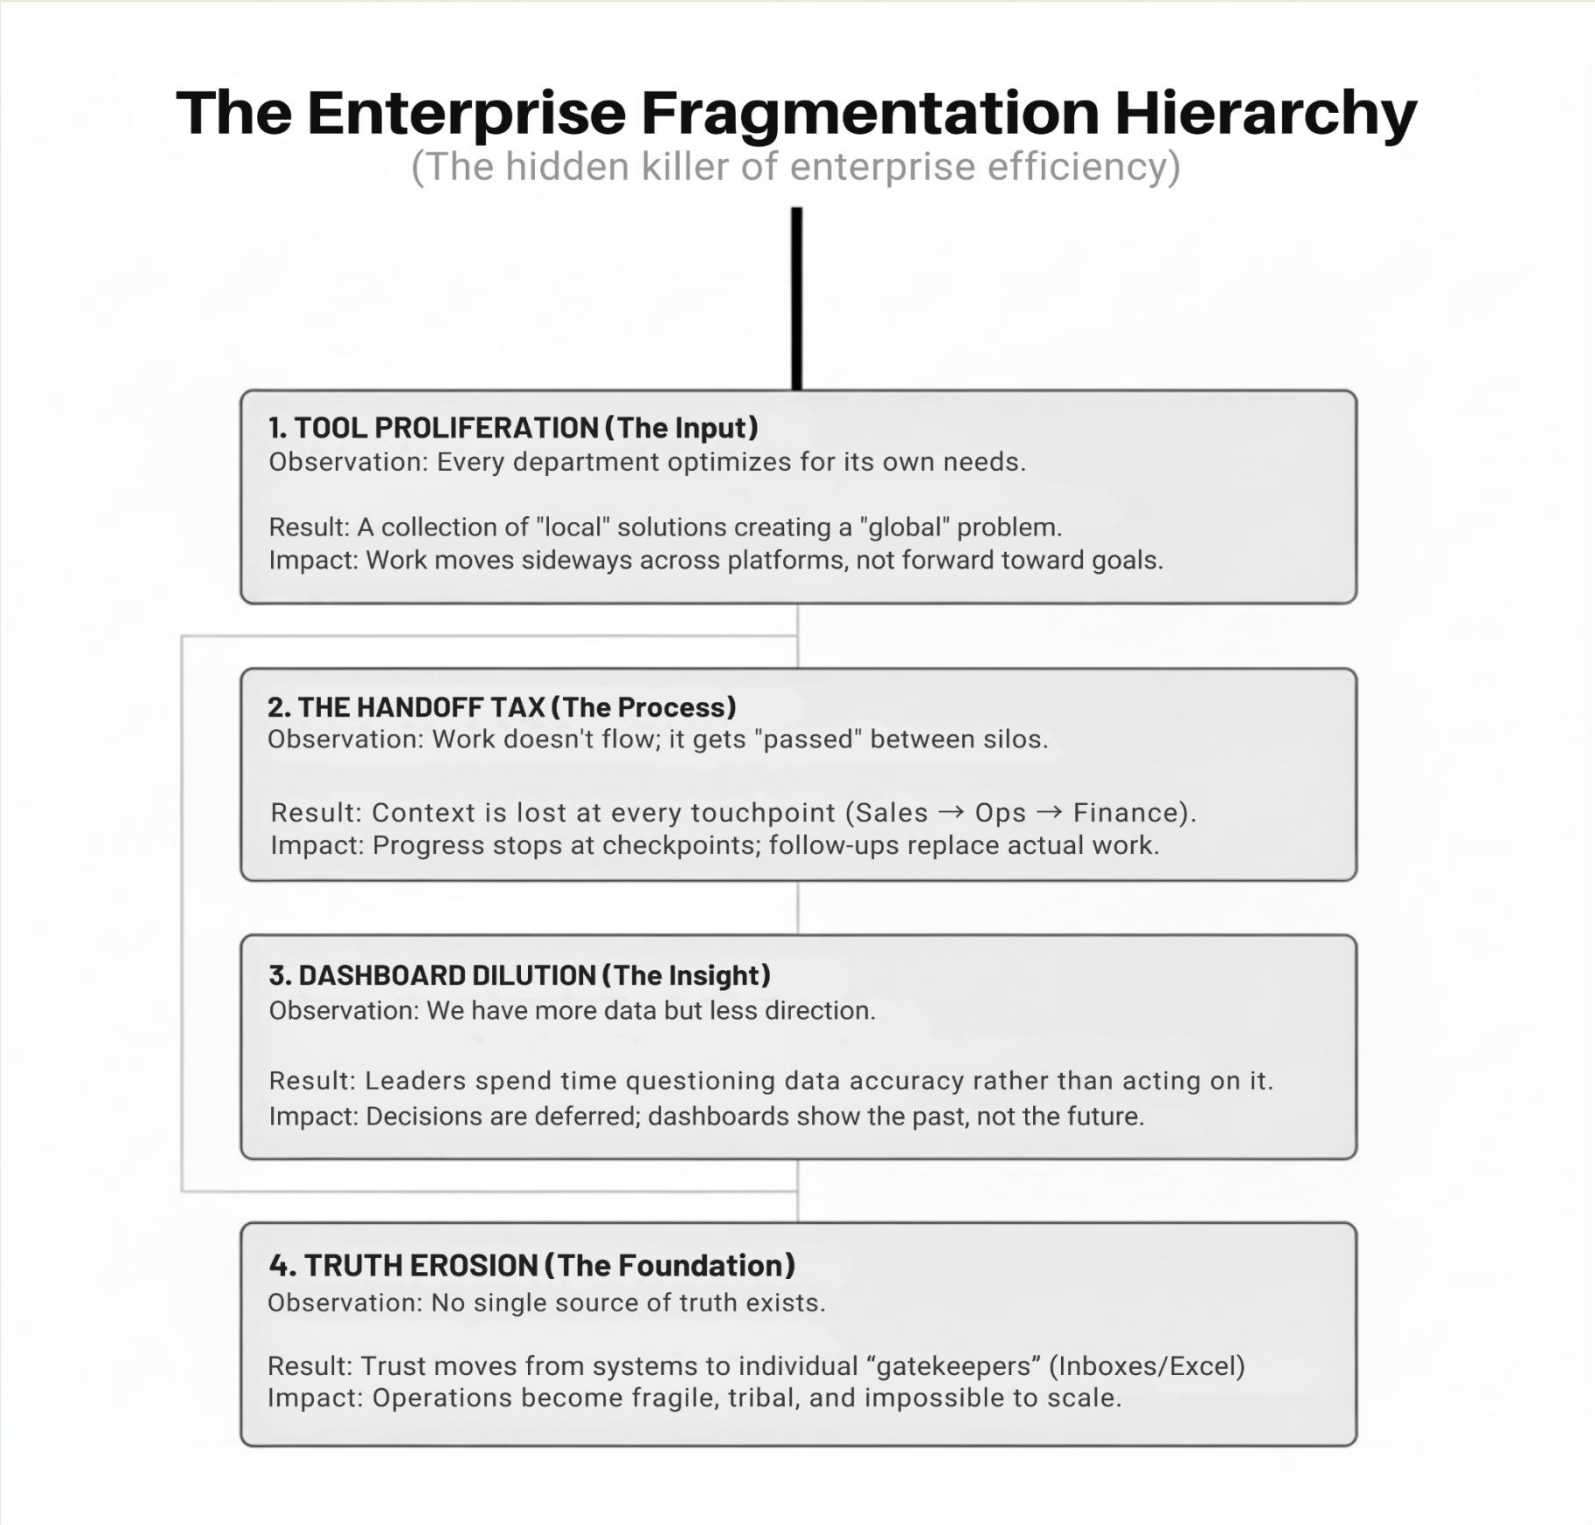 The Enterprise Fragmentation Hierarchy
(The hidden killer of enterprise efficiency)
1. TOOL PROLIFERATION (The Input)
Observation: Every department optimizes for its own needs.
Result: A collection of "local" solutions creating a "global" problem.
Impact: Work moves sideways across platforms, not forward toward goals.
2. THE HANDOFF TAX (The Process)
Observation: Work doesn't flow; it gets "passed" between silos.
Result: Context is lost at every touchpoint (Sales → Ops → Finance).
Impact: Progress stops at checkpoints; follow-ups replace actual work.
3. DASHBOARD DILUTION (The Insight)
Observation: We have more data but less direction.
Result: Leaders spend time questioning data accuracy rather than acting on it.
Impact: Decisions are deferred; dashboards show the past, not the future.
4. TRUTH EROSION (The Foundation)
Observation: No single source of truth exists.
Result: Trust moves from systems to individual “gatekeepers” (Inboxes/Excel)
Impact: Operations become fragile, tribal, and impossible to scale.